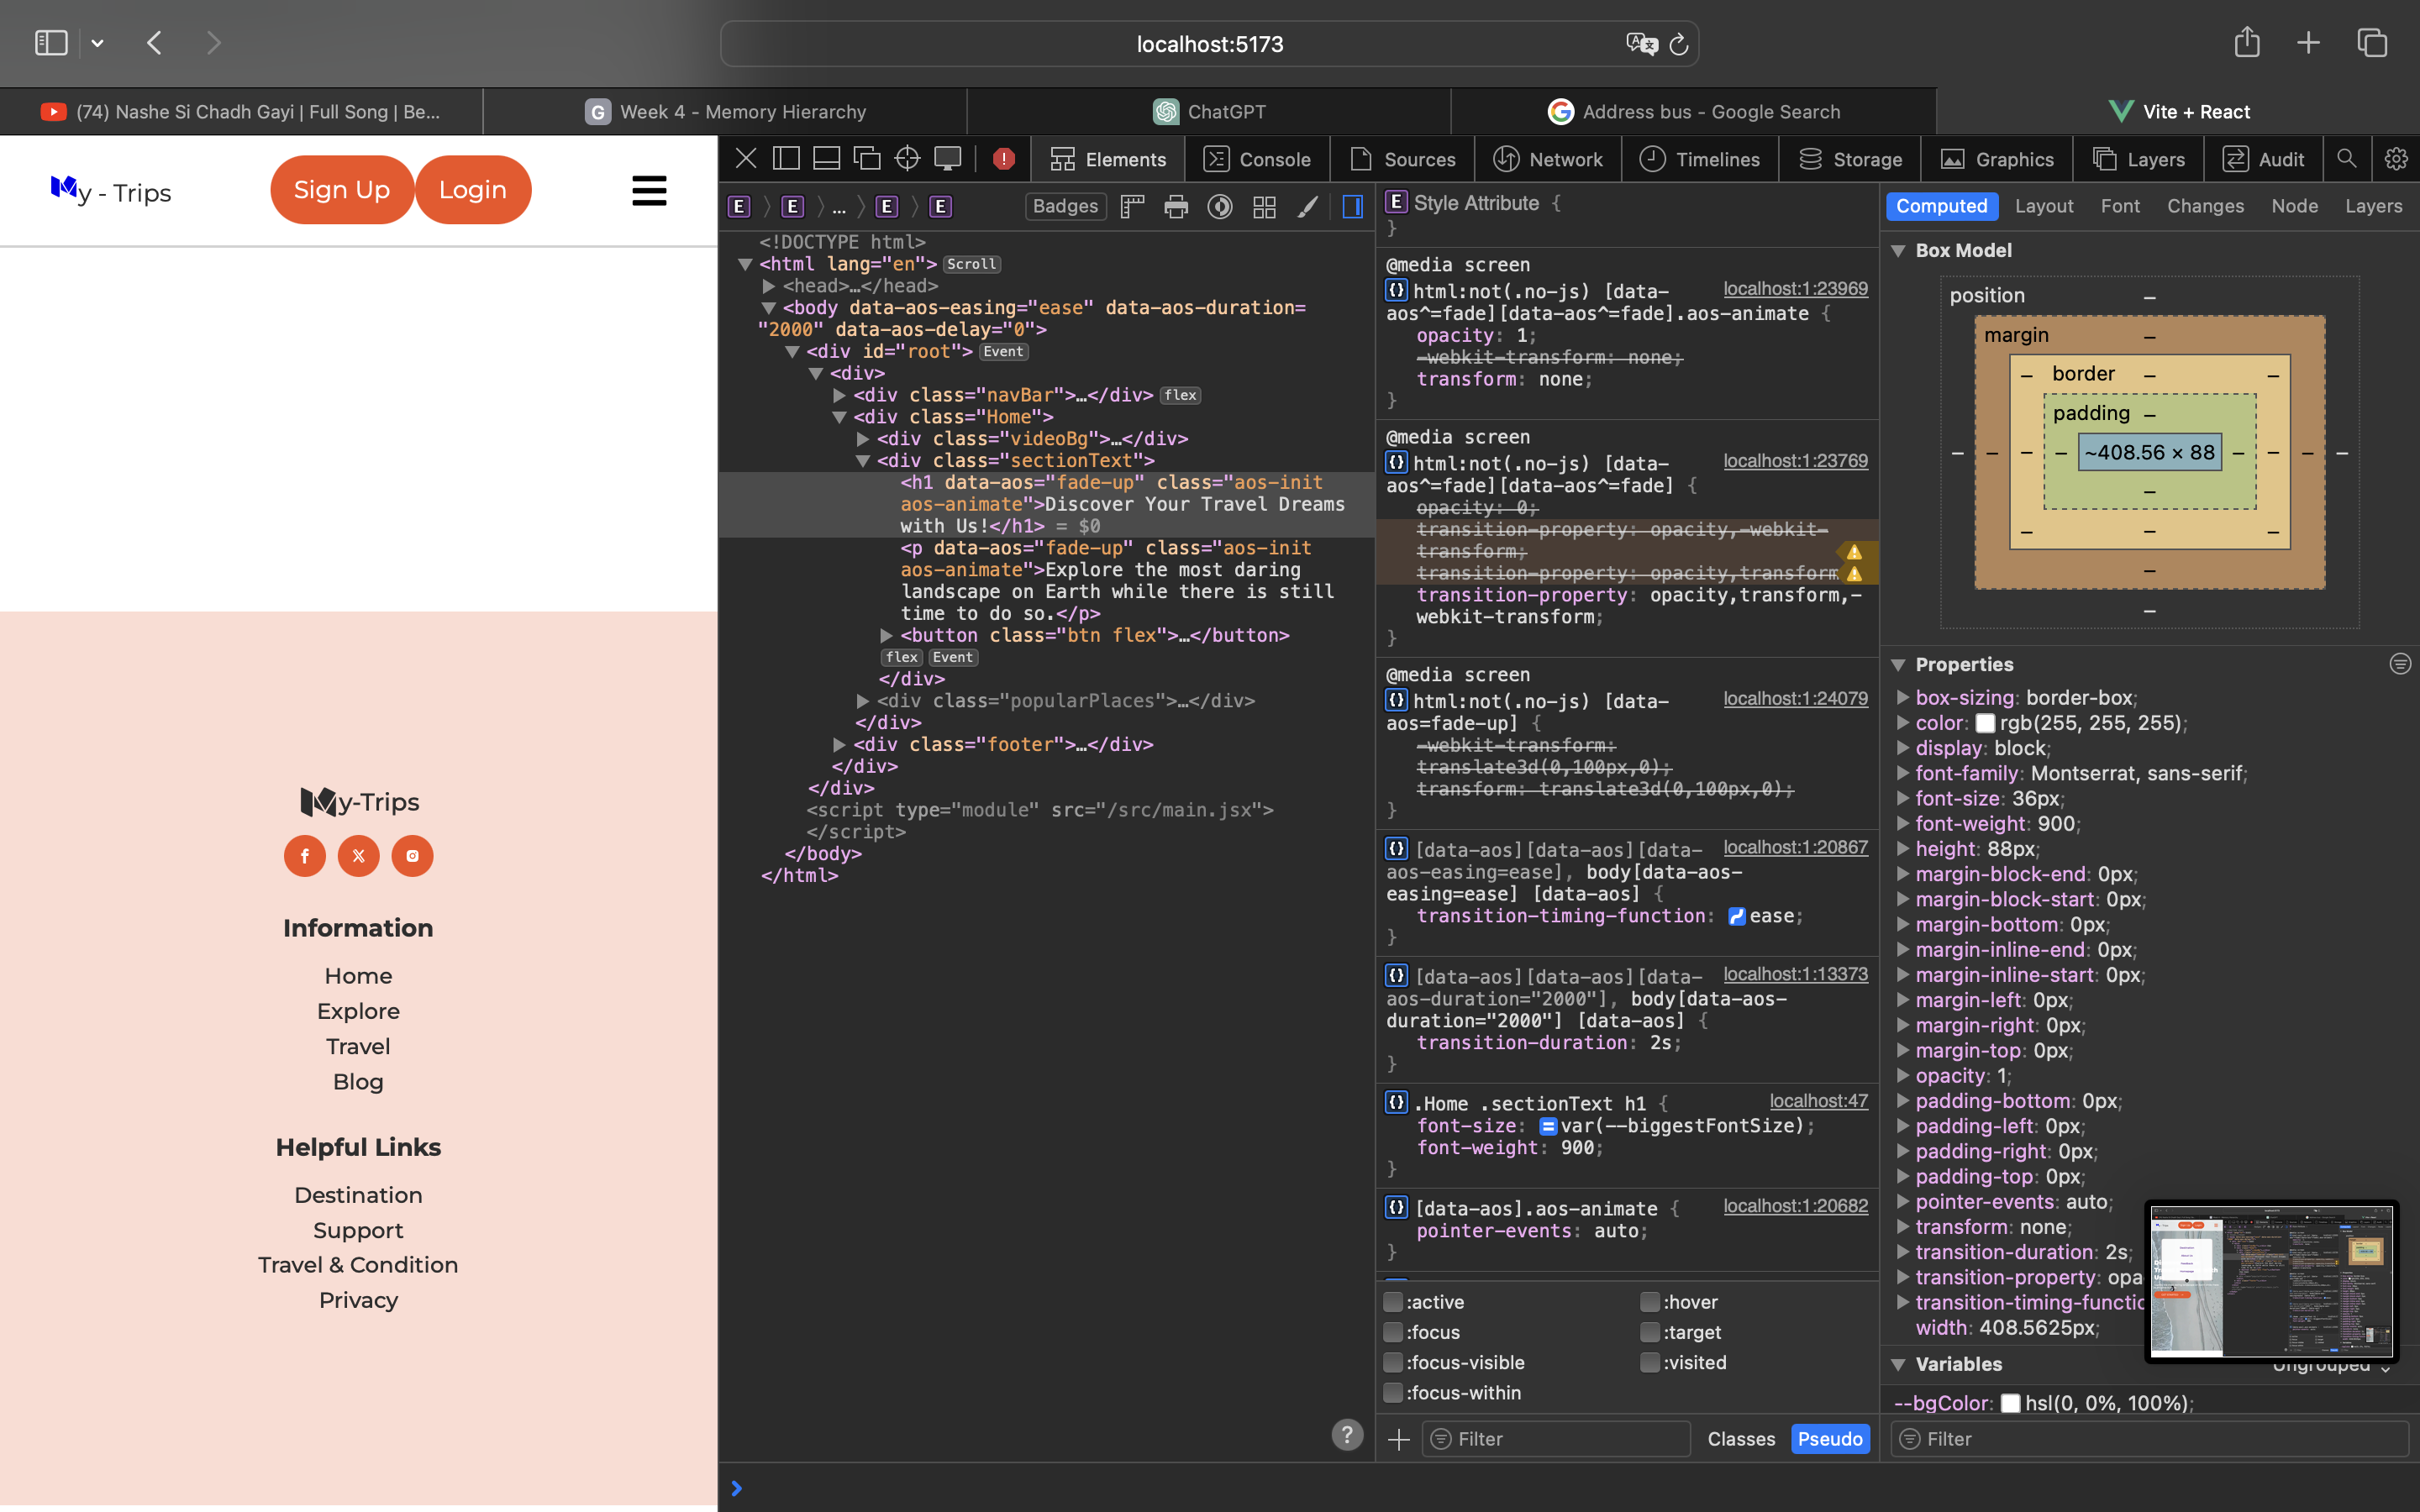 localhost:5173
(74) Nashe Si Chadh Gayi | Full Song | Be...
Week 4 - Memory Hierarchy
ChatGPT
Address bus - Google Search
Vite + React
y - Trips
Sign Up
Login
y-Trips
Information
Home
Explore
Travel
Blog
Helpful Links
Destination
Support
Travel & Condition
Privacy
Elements
Console
Sources
Network
Timelines
Storage
Graphics
Layers
Audit
E
E
...
E
E
Badges
<!DOCTYPE html>
<html lang="en"> Scroll
<head>…</head>
<body data-aos-easing="ease" data-aos-duration=
"2000" data-aos-delay="0">
<div id="root"> Event
<div>
<div class="navBar">…</div> flex
<div class="Home">
<div class="videoBg">…</div>
<div class="sectionText">
<h1 data-aos="fade-up" class="aos-init
aos-animate">Discover Your Travel Dreams
with Us!</h1> = $0
<p data-aos="fade-up" class="aos-init
aos-animate">Explore the most daring
landscape on Earth while there is still
time to do so.</p>
<button class="btn flex">…</button>
flex Event
</div>
<div class="popularPlaces">…</div>
</div>
<div class="footer">…</div>
</div>
</div>
<script type="module" src="/src/main.jsx">
</script>
</body>
</html>
E Style Attribute {
}
@media screen
html:not(.no-js) [data- localhost:1:23969
aos^=fade][data-aos^=fade].aos-animate {
opacity: 1;
-webkit-transform: none;
transform: none;
}
@media screen
html:not(.no-js) [data- localhost:1:23769
aos^=fade][data-aos^=fade] {
opacity: 0;
transition-property: opacity,-webkit-
transform;
transition-property: opacity,transform
transition-property: opacity,transform,-
webkit-transform;
}
@media screen
html:not(.no-js) [data- localhost:1:24079
aos=fade-up] {
-webkit-transform:
translate3d(0,100px,0);
transform: translate3d(0,100px,0);
}
[data-aos][data-aos][data- localhost:1:20867
aos-easing=ease], body[data-aos-
easing=ease] [data-aos] {
transition-timing-function: ease;
}
[data-aos][data-aos][data- localhost:1:13373
aos-duration="2000"], body[data-aos-
duration="2000"] [data-aos] {
transition-duration: 2s;
}
.Home .sectionText h1 { localhost:47
font-size: var(--biggestFontSize);
font-weight: 900;
}
[data-aos].aos-animate { localhost:1:20682
pointer-events: auto;
}
:active
:hover
:focus
:target
:focus-visible
:visited
:focus-within
Filter
Classes
Pseudo
Computed
Layout
Font
Changes
Node
Layers
Box Model
position –
margin –
border –
padding –
~408.56 × 88
Properties
box-sizing: border-box;
color: rgb(255, 255, 255);
display: block;
font-family: Montserrat, sans-serif;
font-size: 36px;
font-weight: 900;
height: 88px;
margin-block-end: 0px;
margin-block-start: 0px;
margin-bottom: 0px;
margin-inline-end: 0px;
margin-inline-start: 0px;
margin-left: 0px;
margin-right: 0px;
margin-top: 0px;
opacity: 1;
padding-bottom: 0px;
padding-left: 0px;
padding-right: 0px;
padding-top: 0px;
pointer-events: auto;
transform: none;
transition-duration: 2s;
transition-property: opa
transition-timing-functio
width: 408.5625px;
Variables
Ungrouped
--bgColor: hsl(0, 0%, 100%);
Filter